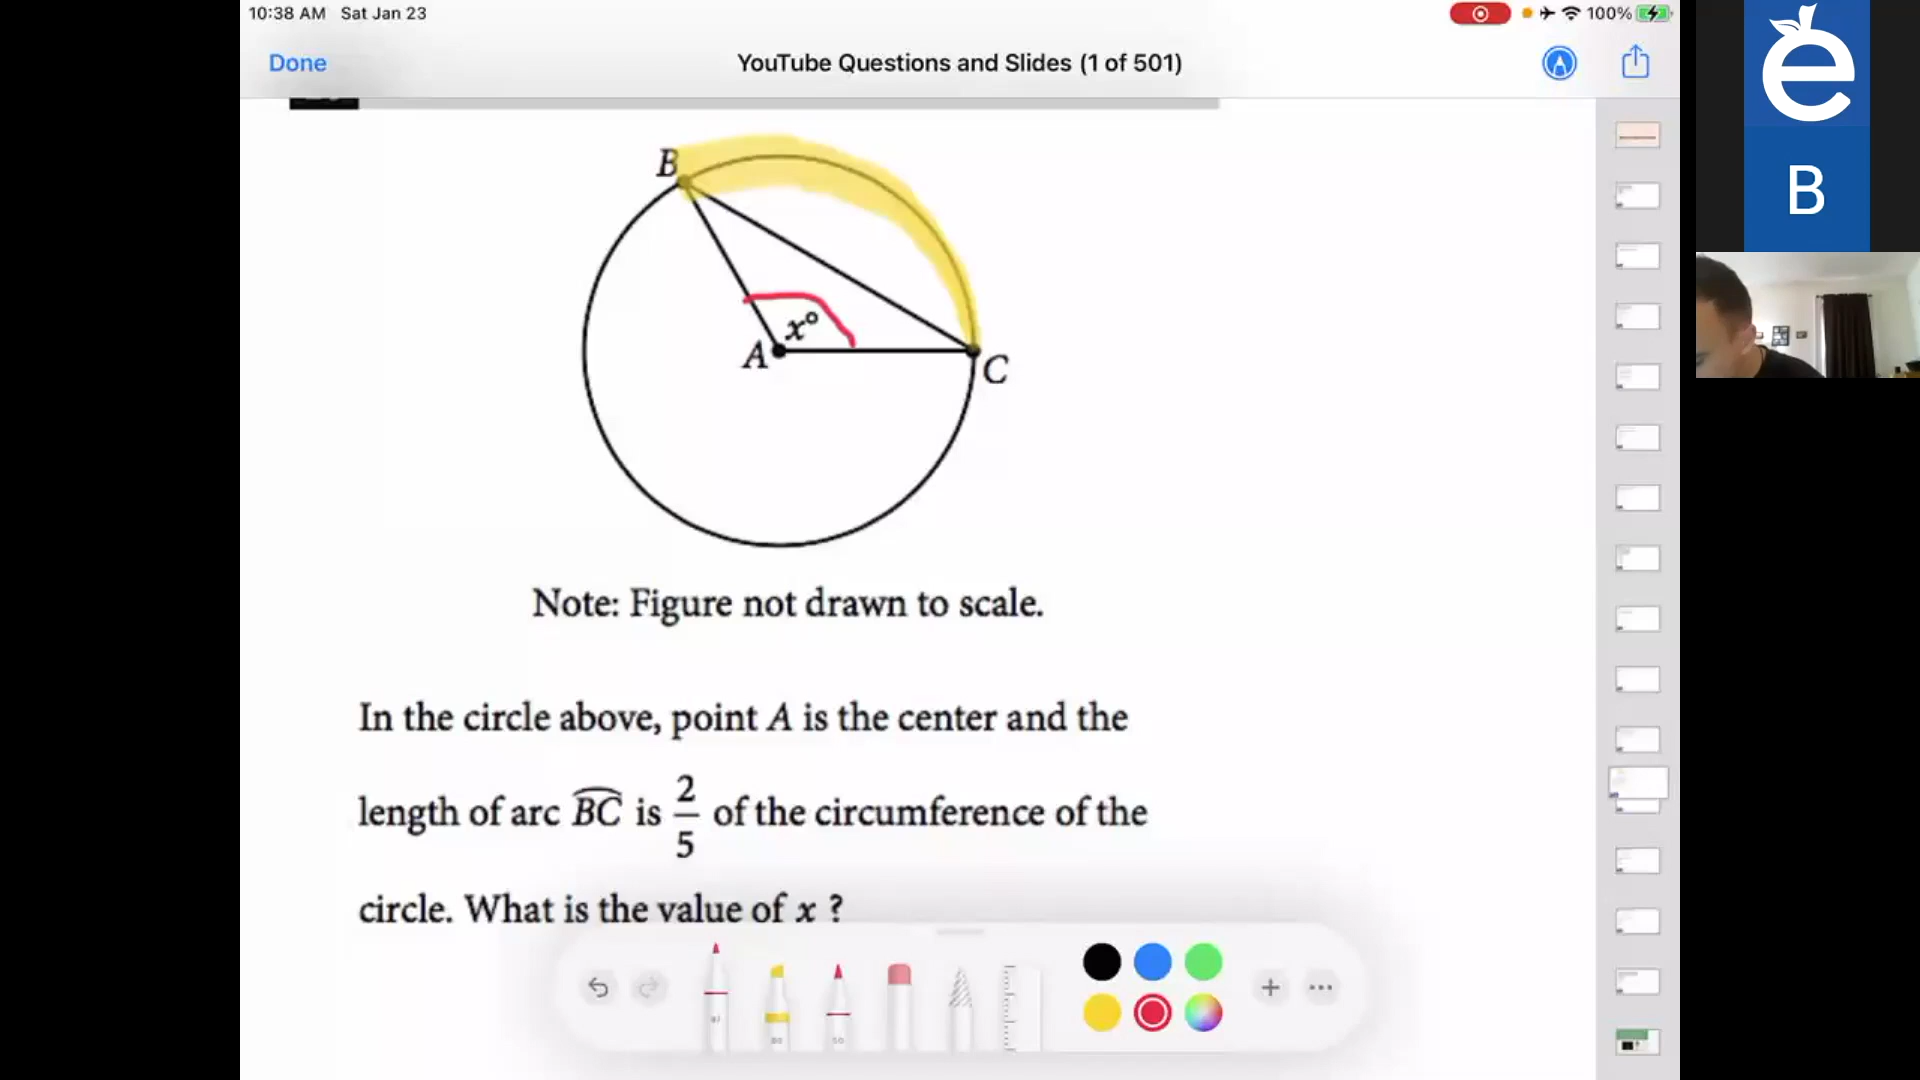 10:38 AM Sat Jan 23
100%
Done
YouTube Questions and Slides (1 of 501)
e
B
B
x°
A
C
Note: Figure not drawn to scale.
In the circle above, point A is the center and the
length of arc BC is 2/5 of the circumference of the
circle. What is the value of x ?